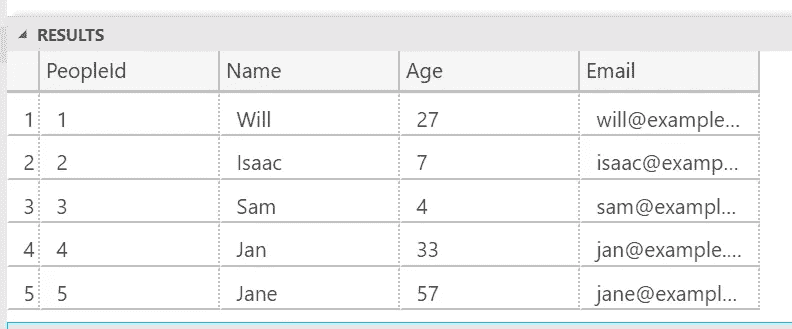 RESULTS
PeopleId Name Age Email
1 1 Will 27 will@example...
2 2 Isaac 7 isaac@examp...
3 3 Sam 4 sam@exampl...
4 4 Jan 33 jan@example....
5 5 Jane 57 jane@exampl...